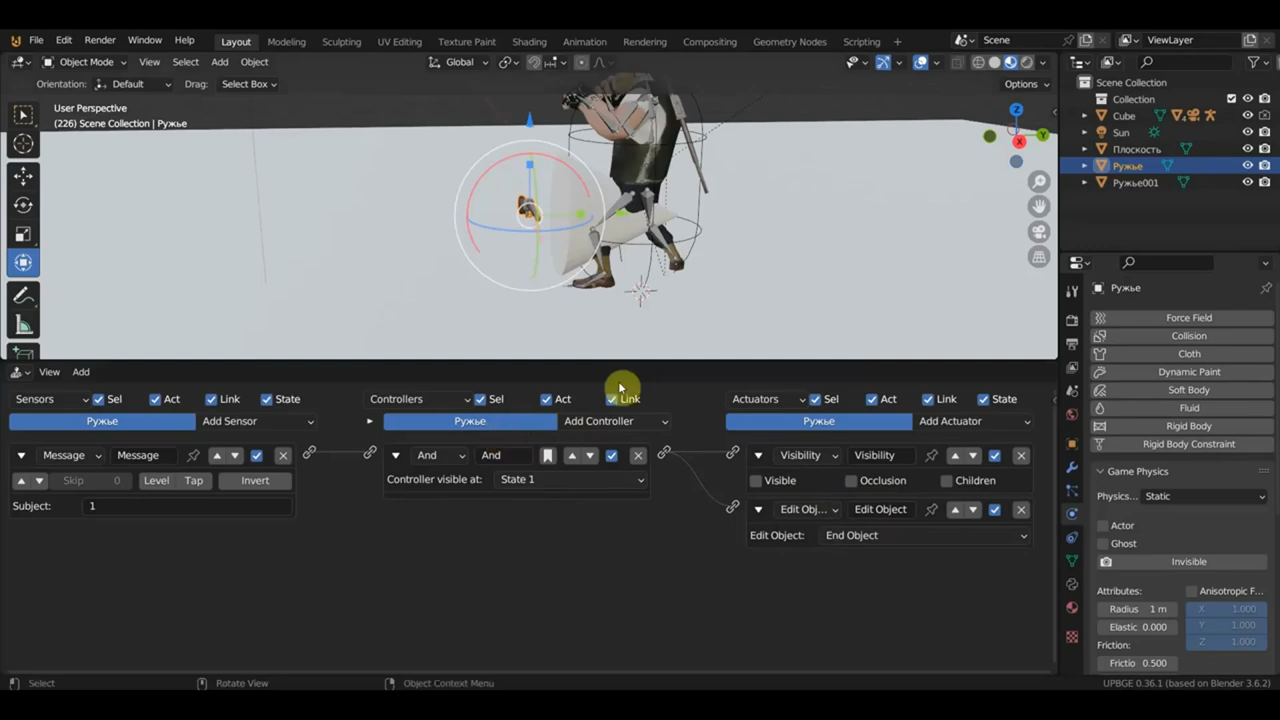 File Edit Render Window Help Layout Modeling Sculpting UV Editing Texture Paint Shading Animation Rendering Compositing Geometry Nodes Scripting + Scene ViewLayer
Object Mode View Select Add Object Global
Orientation: Default Drag: Select Box Options
Scene Collection
Collection
Cube
Sun
Плоскость
Ружье
Ружье001
User Perspective
(226) Scene Collection | Ружье
Z
Y
X
View Add
Sensors Sel Act Link State Controllers Sel Act Link Actuators Sel Act Link State
Ружье Add Sensor Ружье Add Controller Ружье Add Actuator
Message Message And And Visibility Visibility
Skip 0 Level Tap Invert Controller visible at: State 1 Visible Occlusion Children
Subject: 1 Edit Obj... Edit Object
Edit Object: End Object
Ружье
Force Field
Collision
Cloth
Dynamic Paint
Soft Body
Fluid
Rigid Body
Rigid Body Constraint
Game Physics
Physics... Static
Actor
Ghost
Invisible
Attributes: Anisotropic F...
Radius 1 m X 1.000
Elastic 0.000 Y 1.000
Friction: Z 1.000
Frictio 0.500
Select Rotate View Object Context Menu UPBGE 0.36.1 (based on Blender 3.6.2)